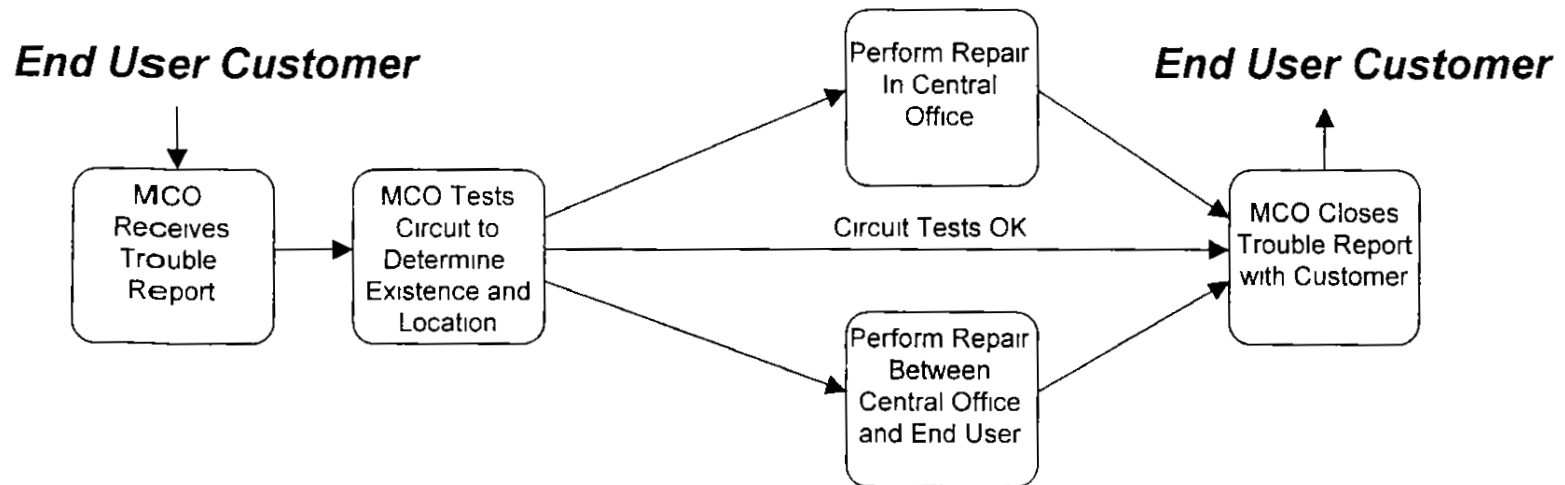 End User Customer
MCO
Receives
Trouble
Report
MCO Tests
Circuit to
Determine
Existence and
Location
Perform Repair
In Central
Office
Circuit Tests OK
Perform Repair
Between
Central Office
and End User
MCO Closes
Trouble Report
with Customer
End User Customer